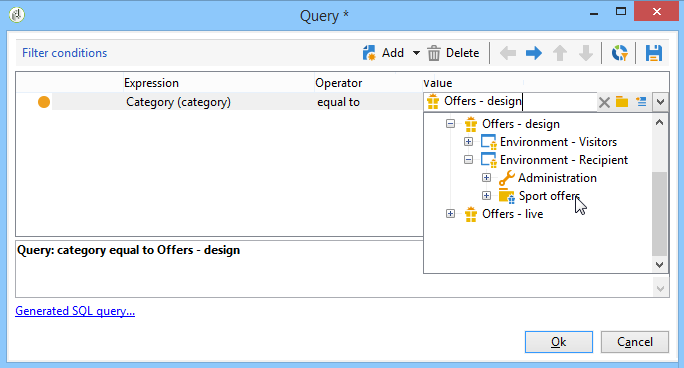 Query *
Filter conditions Add Delete
Expression Operator Value
Category (category) equal to Offers - design
Offers - design
Environment - Visitors
Environment - Recipient
Administration
Sport offers
Offers - live
Query: category equal to Offers - design
Generated SQL query...
Ok Cancel